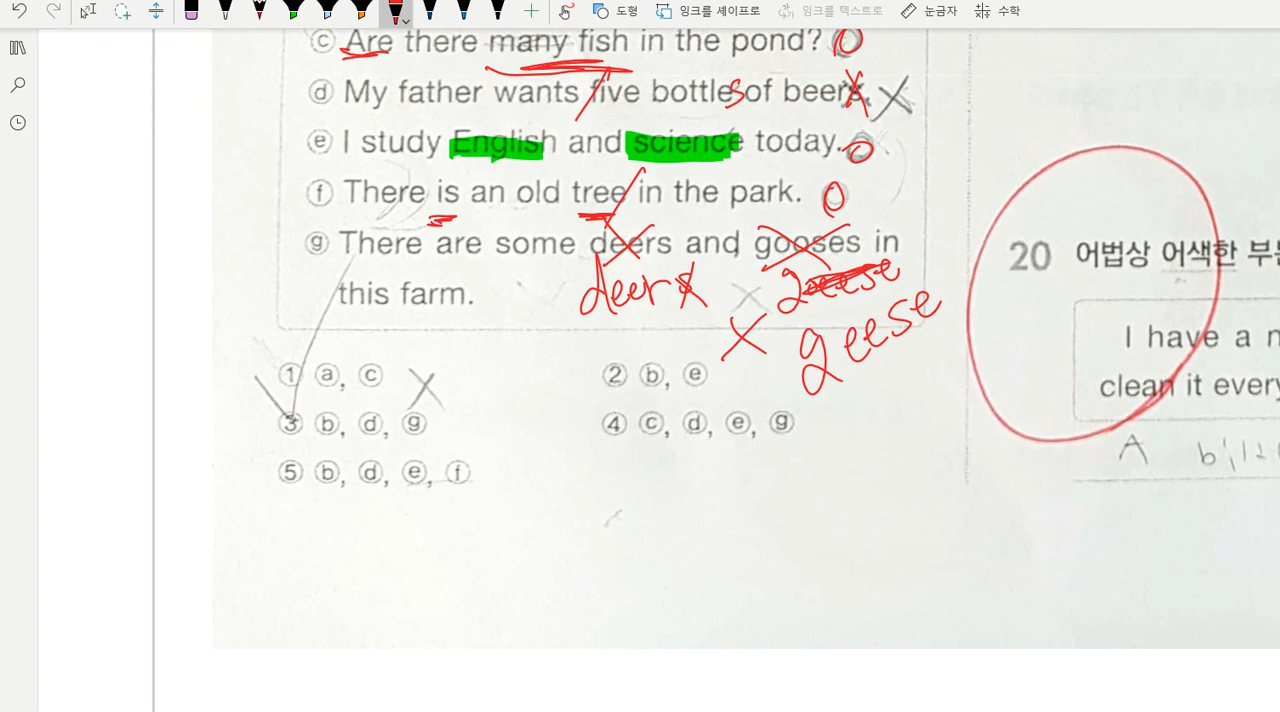 도형 잉크를 셰이프로 잉크를 텍스트로 눈금자 수학
ⓒ Are there many fish in the pond? O
ⓓ My father wants five bottles of beers. X
ⓔ I study English and science today. O
ⓕ There is an old tree in the park. O
ⓖ There are some deers and gooses in
deers geese
this farm.
X geese
① ⓐ, ⓒ X
② ⓑ, ⓔ
③ ⓑ, ⓓ, ⓖ
④ ⓒ, ⓓ, ⓔ, ⓖ
⑤ ⓑ, ⓓ, ⓔ, ⓕ
20 어법상 어색한
I have a
clean it every
A